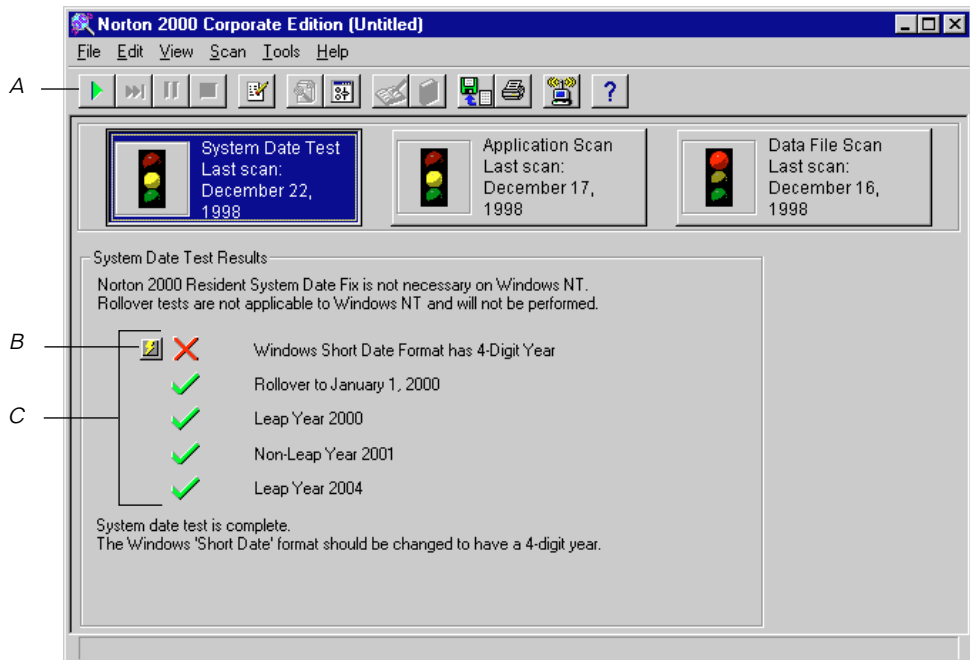 Norton 2000 Corporate Edition (Untitled)
File Edit View Scan Tools Help
A
?
System Date Test
Last scan:
December 22,
1998
Application Scan
Last scan:
December 17,
1998
Data File Scan
Last scan:
December 16,
1998
System Date Test Results
Norton 2000 Resident System Date Fix is not necessary on Windows NT.
Rollover tests are not applicable to Windows NT and will not be performed.
B
Windows Short Date Format has 4-Digit Year
Rollover to January 1, 2000
C
Leap Year 2000
Non-Leap Year 2001
Leap Year 2004
System date test is complete.
The Windows 'Short Date' format should be changed to have a 4-digit year.